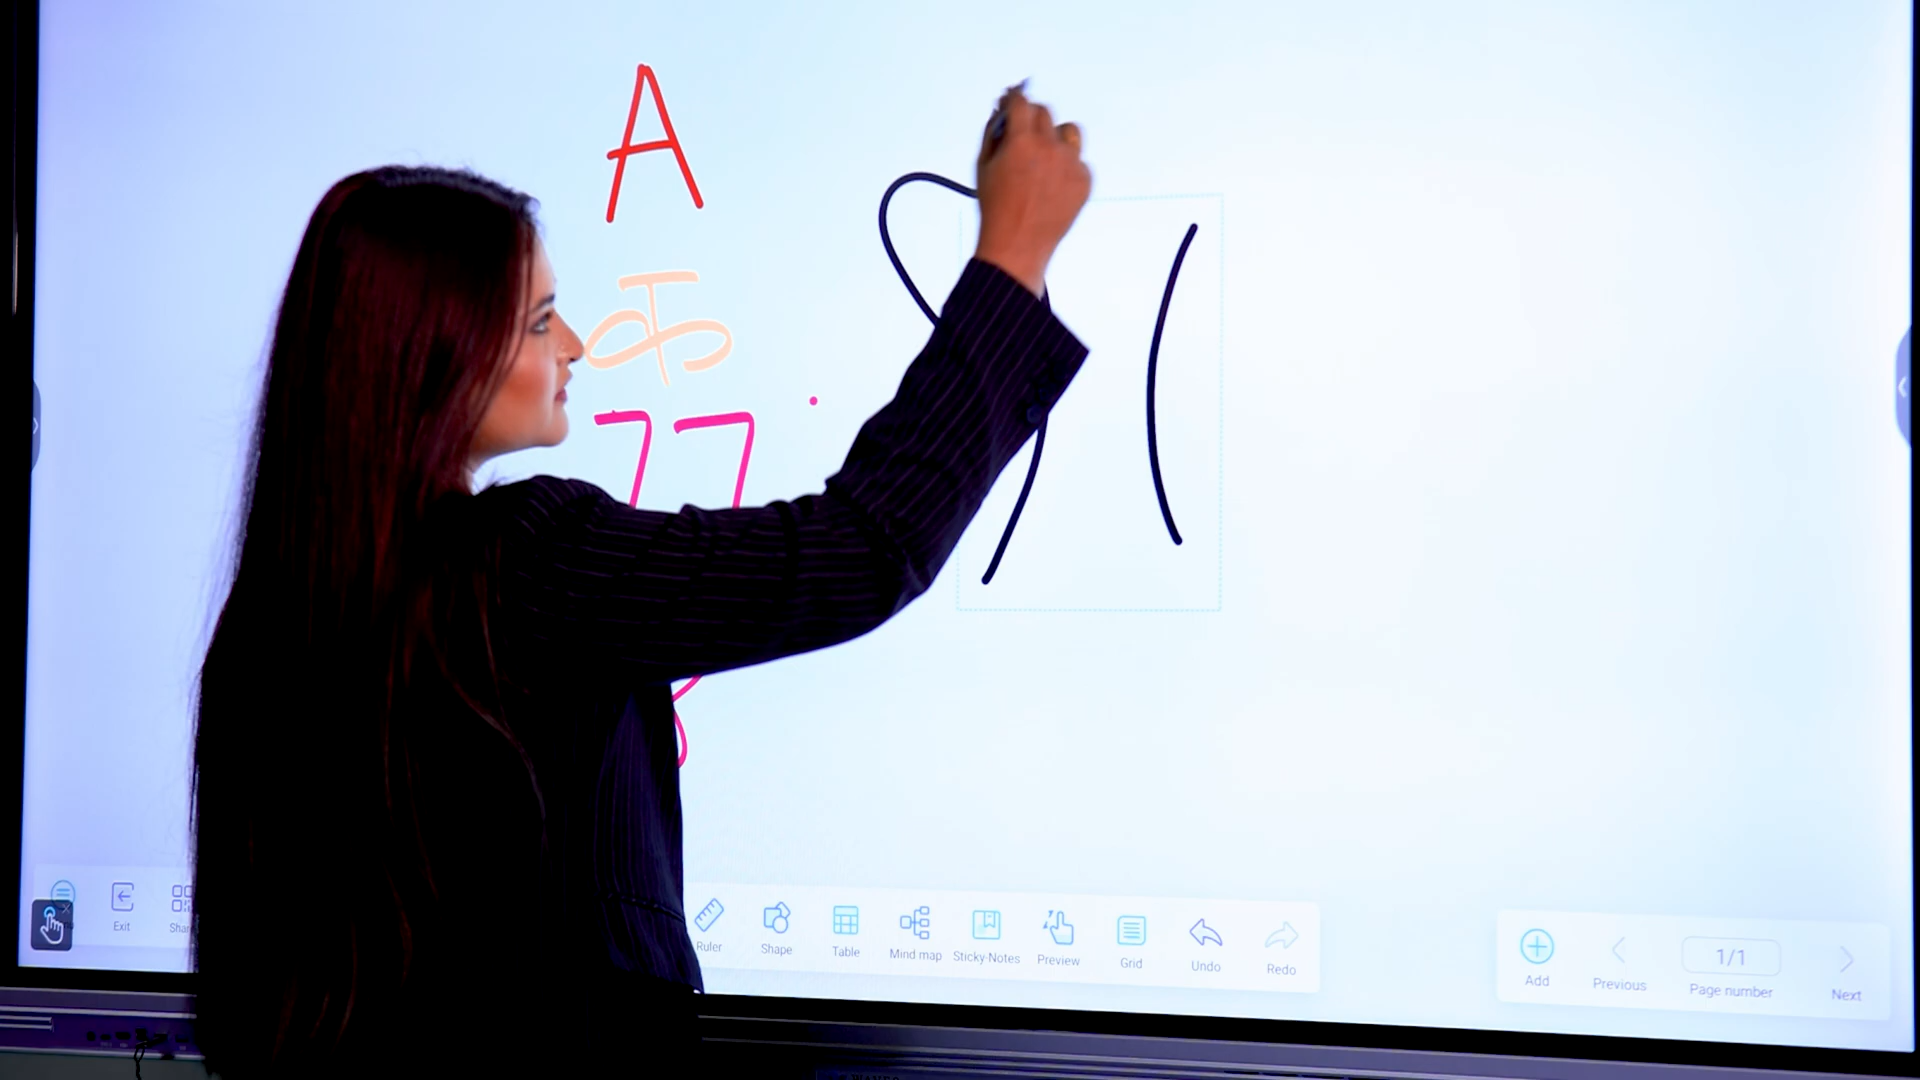 A
क
77
Exit
Ruler
Shape
Table
Mind map
Sticky-Notes
Preview
Grid
Undo
Redo
Add
Previous
1/1
Page number
Next